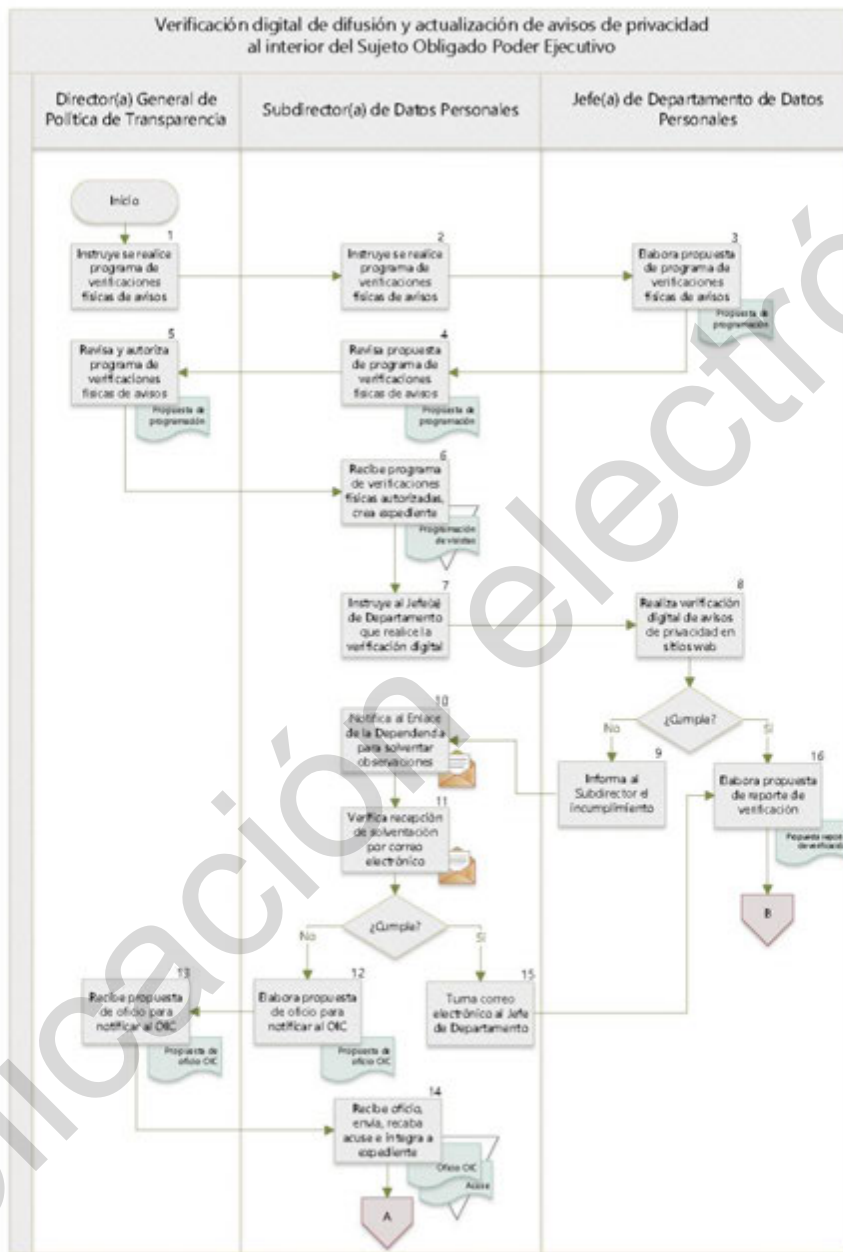 Verificación digital de difusión y actualización de avisos de privacidad
al interior del Sujeto Obligado Poder Ejecutivo
Director(a) General de
Política de Transparencia
Subdirector(a) de Datos Personales
Jefe(a) de Departamento de Datos
Personales
Inicio
1
Instruye se realice
programa de
verificaciones
físicas de avisos
2
Instruye se realice
programa de
verificaciones
físicas de avisos
3
Elabora propuesta
de programa de
verificaciones
físicas de avisos
Propuesta de
programación
5
Revisa y autoriza
programa de
verificaciones
físicas de avisos
Propuesta de
programación
4
Revisa propuesta
de programa de
verificaciones
físicas de avisos
Propuesta de
programación
6
Recibe programa
de verificaciones
físicas autorizadas,
crea expediente
Programación
de visitas
7
Instruye al Jefe(a)
de Departamento
que realice la
verificación digital
8
Realiza verificación
digital de avisos
de privacidad en
sitios web
¿Cumple?
No
Sí
10
Notifica al Enlace
de la Dependencia
para solventar
observaciones
9
Informa al
Subdirector el
incumplimiento
16
Elabora propuesta
de reporte de
verificación
Propuesta
de verificación
B
11
Verifica recepción
de solventación
por correo
electrónico
¿Cumple?
No
Sí
13
Recibe propuesta
de oficio para
notificar al OIC
Propuesta de
oficio OIC
12
Elabora propuesta
de oficio para
notificar al OIC
Propuesta de
oficio OIC
15
Turna correo
electrónico al Jefe
de Departamento
14
Recibe oficio,
envía, recaba
acuse e integra a
expediente
Oficio OIC
Acuse
A